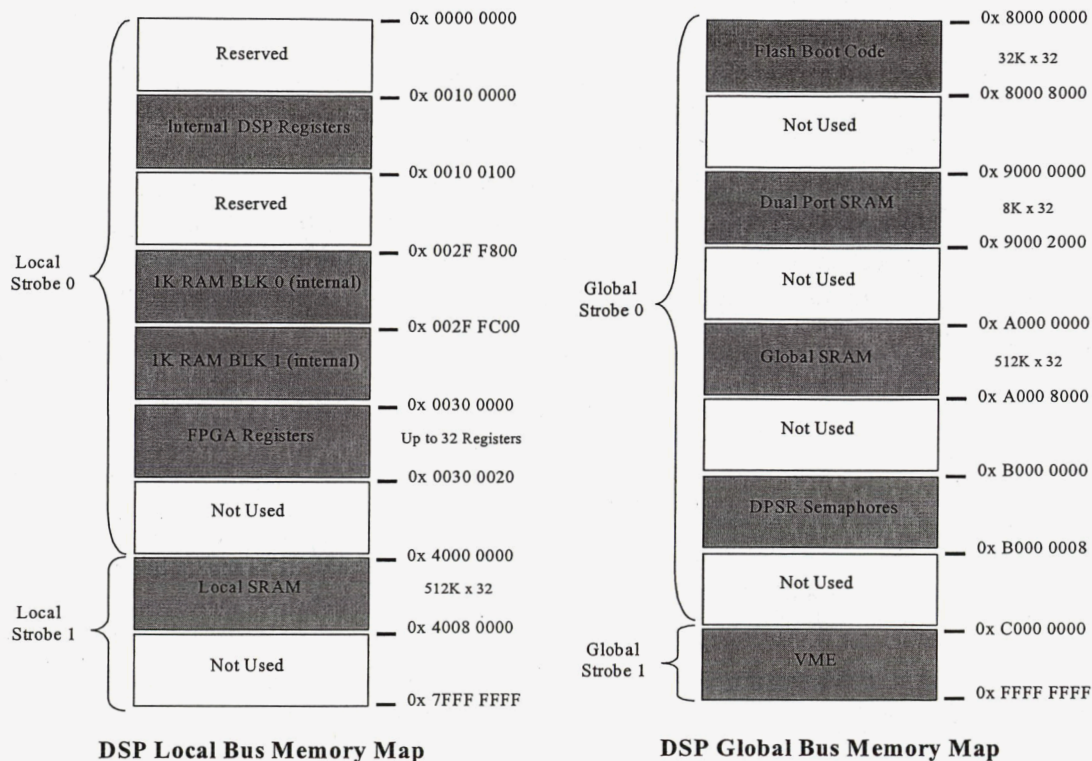 0x 0000 0000
Reserved
0x 0010 0000
Internal DSP Registers
0x 0010 0100
Reserved
0x 002F F800
Local
Strobe 0
1K RAM BLK 0 (internal)
0x 002F FC00
1K RAM BLK 1 (internal)
0x 0030 0000
FPGA Registers
Up to 32 Registers
0x 0030 0020
Not Used
0x 4000 0000
Local SRAM
512K x 32
Local
Strobe 1
0x 4008 0000
Not Used
0x 7FFF FFFF
DSP Local Bus Memory Map
0x 8000 0000
Flash Boot Code
32K x 32
0x 8000 8000
Not Used
0x 9000 0000
Dual Port SRAM
8K x 32
0x 9000 2000
Global
Strobe 0
Not Used
0x A000 0000
Global SRAM
512K x 32
0x A000 8000
Not Used
0x B000 0000
DPSR Semaphores
0x B000 0008
Not Used
0x C000 0000
Global
Strobe 1
VME
0x FFFF FFFF
DSP Global Bus Memory Map